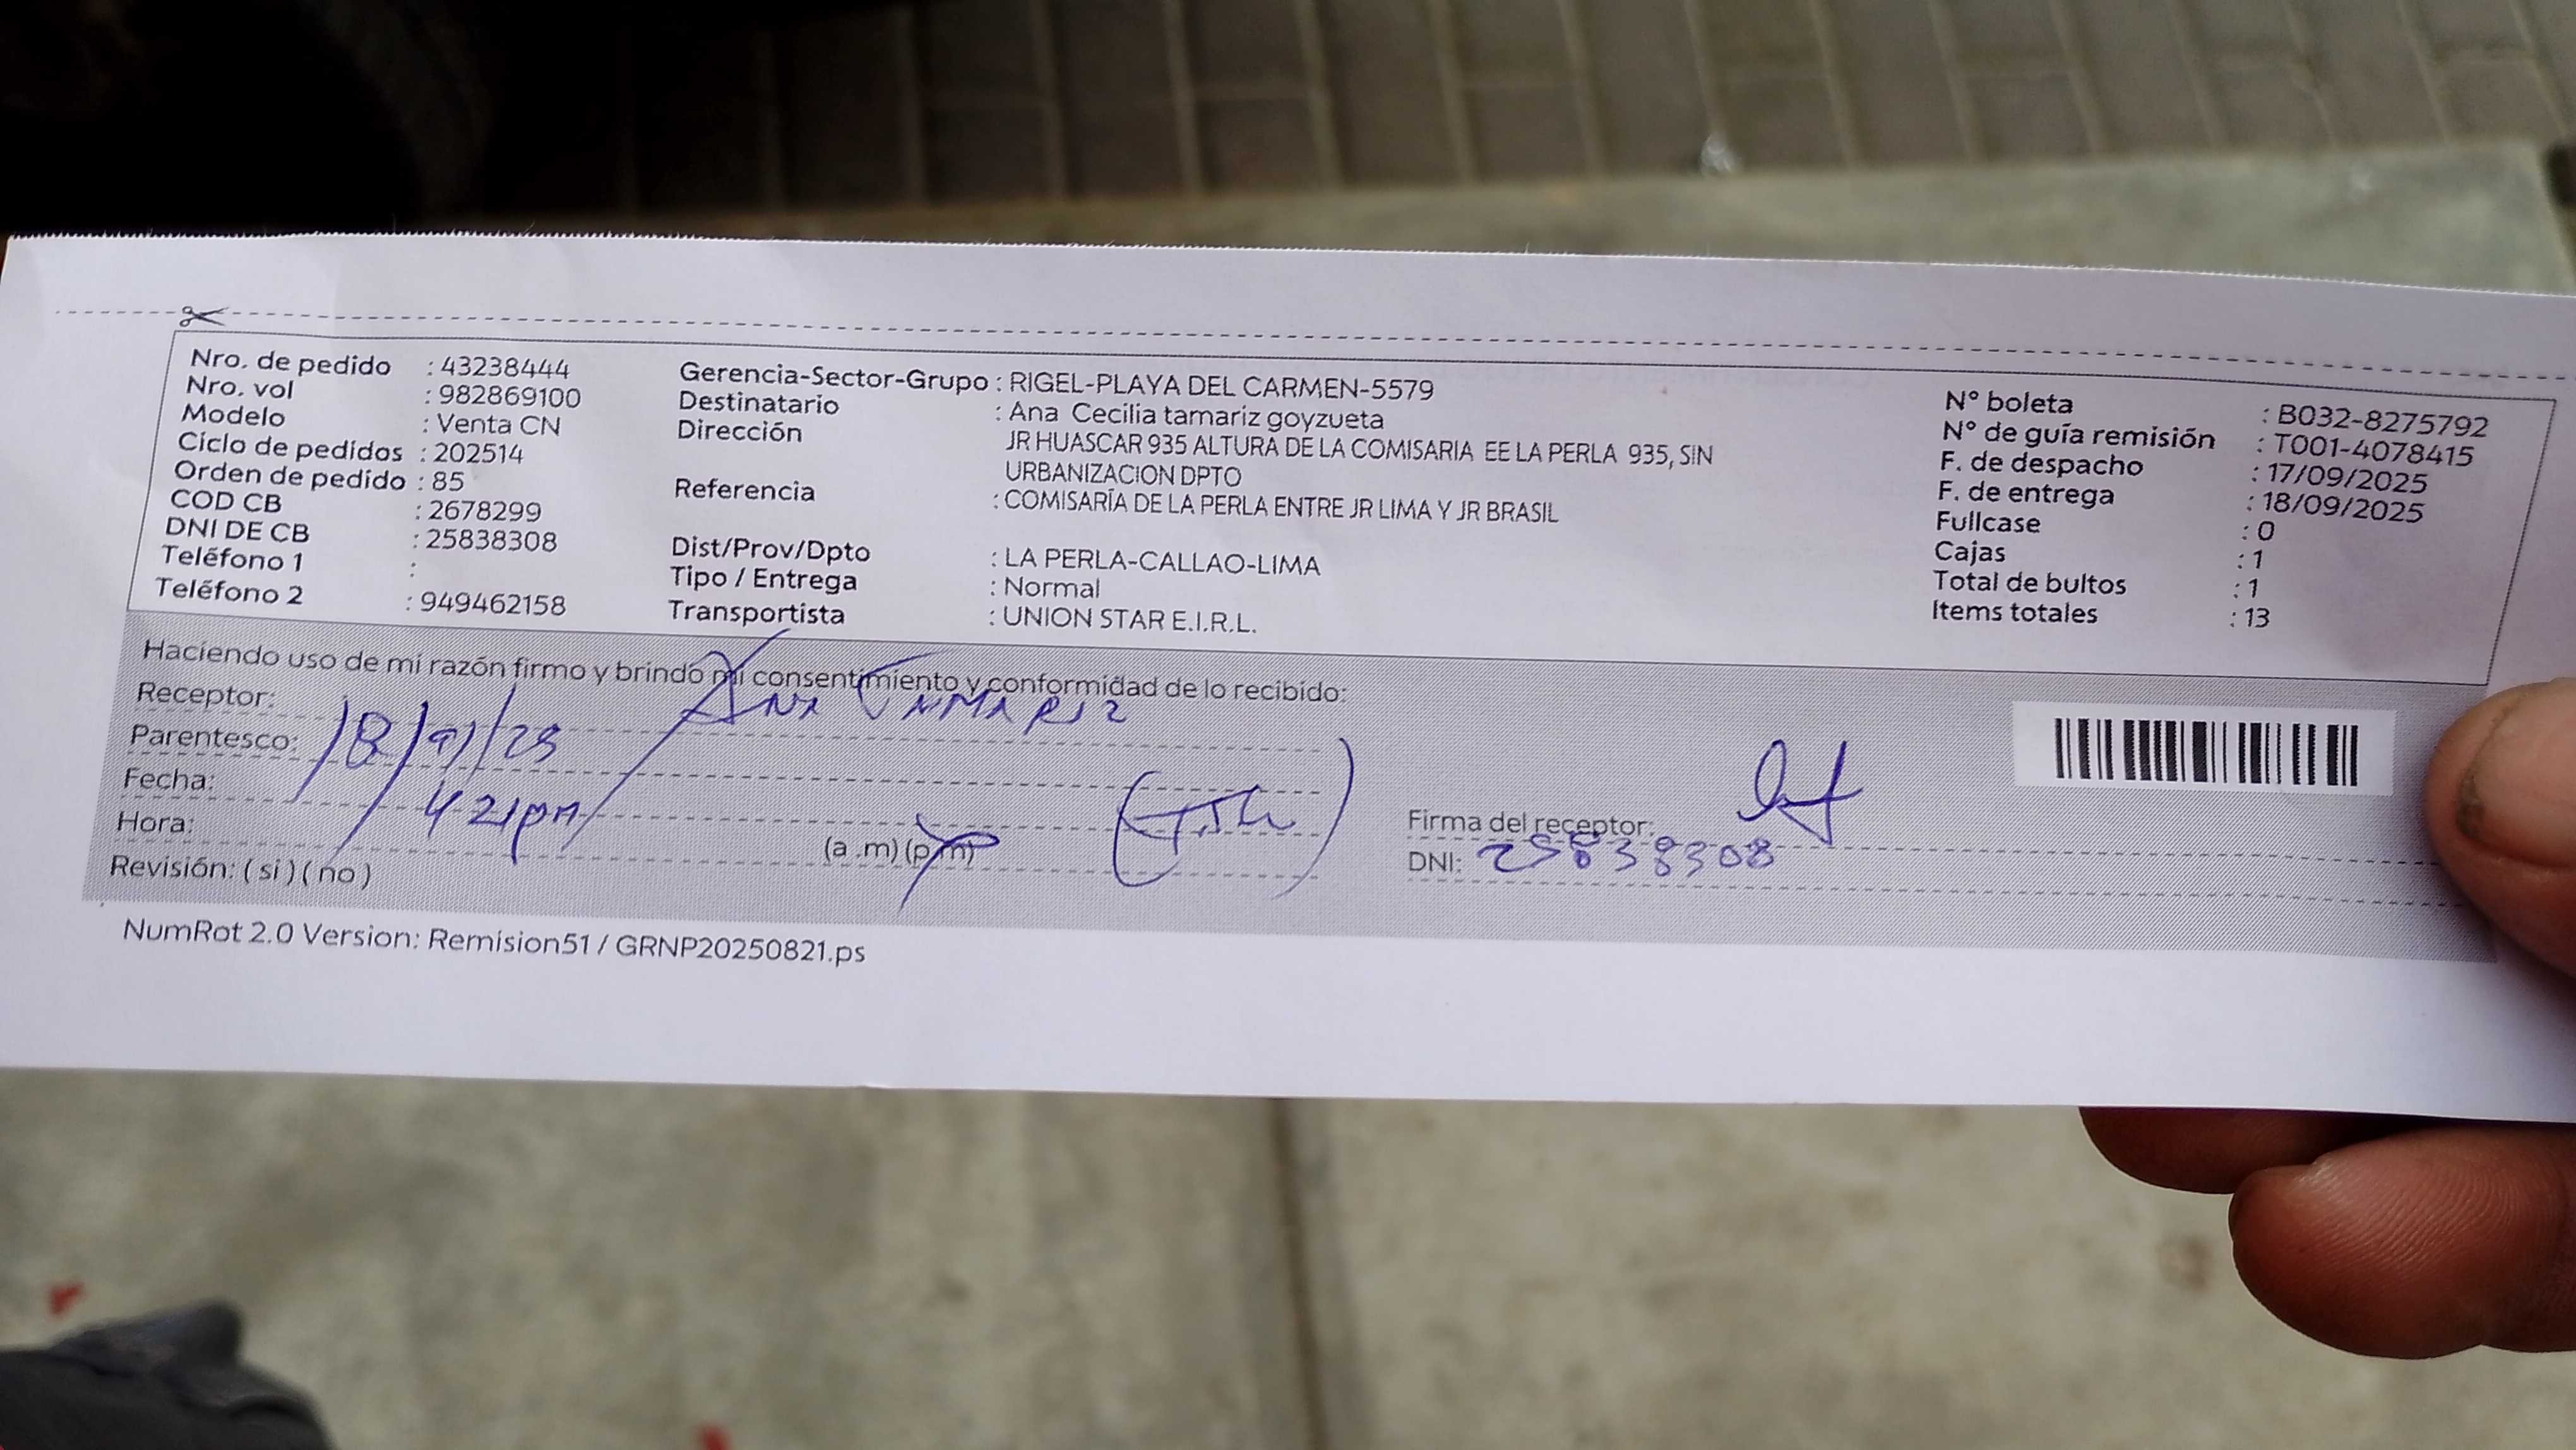 Nro. de pedido : 43238444
Nro. vol : 982869100
Modelo : Venta CN
Ciclo de pedidos : 202514
Orden de pedido : 85
COD CB : 2678299
DNI DE CB : 25838308
Teléfono 1 :
Teléfono 2 : 949462158
Gerencia-Sector-Grupo : RIGEL-PLAYA DEL CARMEN-5579
Destinatario : Ana Cecilia tamariz goyzueta
Dirección JR HUASCAR 935 ALTURA DE LA COMISARIA EE LA PERLA 935, SIN
URBANIZACION DPTO
Referencia : COMISARÍA DE LA PERLA ENTRE JR LIMA Y JR BRASIL
Dist/Prov/Dpto : LA PERLA-CALLAO-LIMA
Tipo / Entrega : Normal
Transportista : UNION STAR E.I.R.L.
N° boleta : B032-8275792
N° de guía remisión : T001-4078415
F. de despacho : 17/09/2025
F. de entrega : 18/09/2025
Fullcase : 0
Cajas : 1
Total de bultos : 1
Items totales : 13
Haciendo uso de mi razón firmo y brindo mi consentimiento y conformidad de lo recibido:
Receptor: ANA
Parentesco: 18/9/25
Fecha:
Hora: 4 21 pm (a .m) (p.m)
Revisión: ( si ) ( no )
Firma del receptor:
DNI: 25838308
NumRot 2.0 Version: Remision51 / GRNP20250821.ps